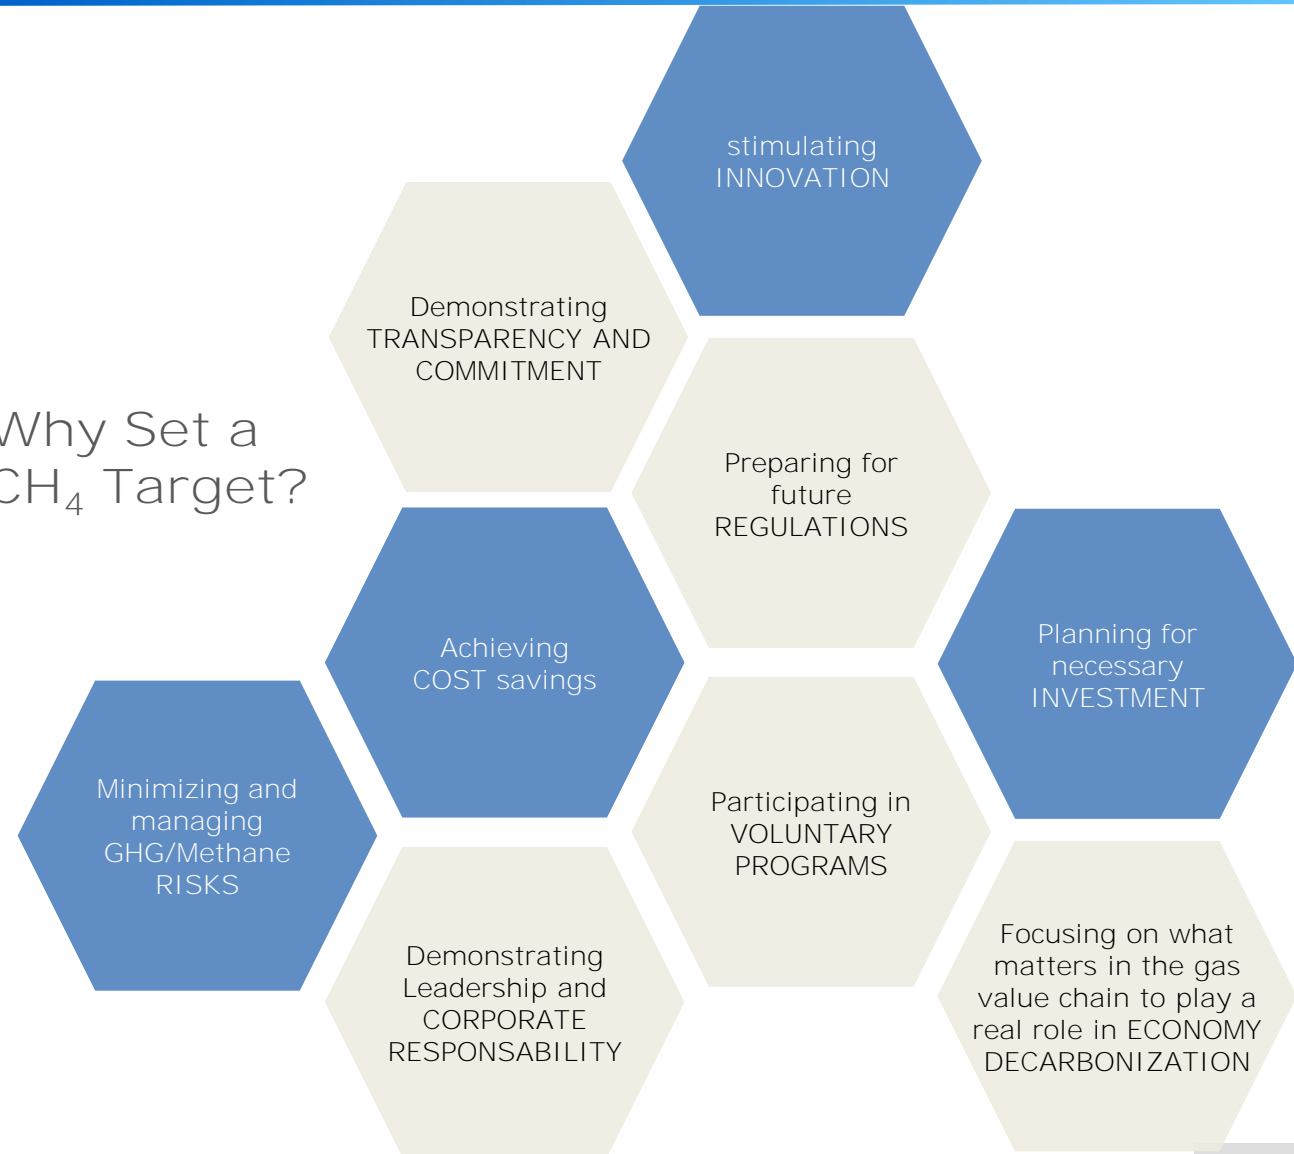 stimulating
INNOVATION
Demonstrating
TRANSPARENCY AND
COMMITMENT
Why Set a
CH₄ Target?
Preparing for
future
REGULATIONS
Achieving
COST savings
Planning for
necessary
INVESTMENT
Minimizing and
managing
GHG/Methane
RISKS
Participating in
VOLUNTARY
PROGRAMS
Demonstrating
Leadership and
CORPORATE
RESPONSABILITY
Focusing on what
matters in the gas
value chain to play a
real role in ECONOMY
DECARBONIZATION